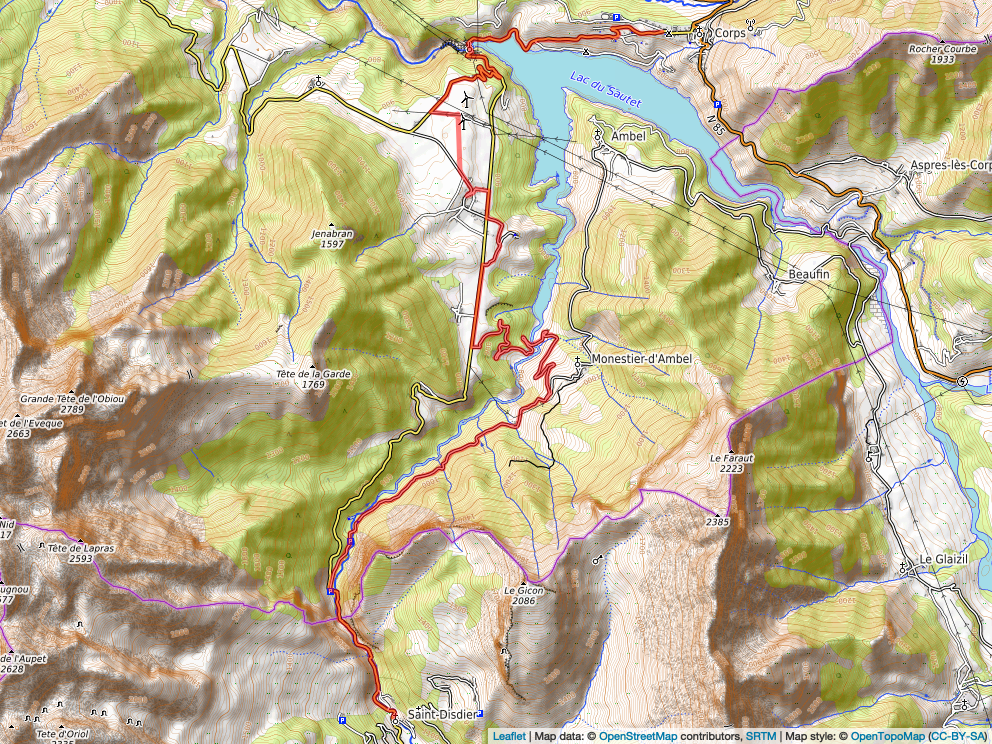 Corps
Rocher Courbe
1933
Lac du Sautet
N 85
Ambel
Aspres-lès-Corp
Jenabran
1597
Beaufin
Monestier-d'Ambel
Tête de la Garde
1769
Grande Tête de l'Obiou
2789
et de l'Eveque
2663
Le Faraut
2223
2385
Nid
17
Tête de Lapras
2593
Le Glaizil
ugnou
577
Le Gicon
2086
de l'Aupet
2628
Saint-Disdier
Tete d'Oriol
Leaflet | Map data: © OpenStreetMap contributors, SRTM | Map style: © OpenTopoMap (CC-BY-SA)